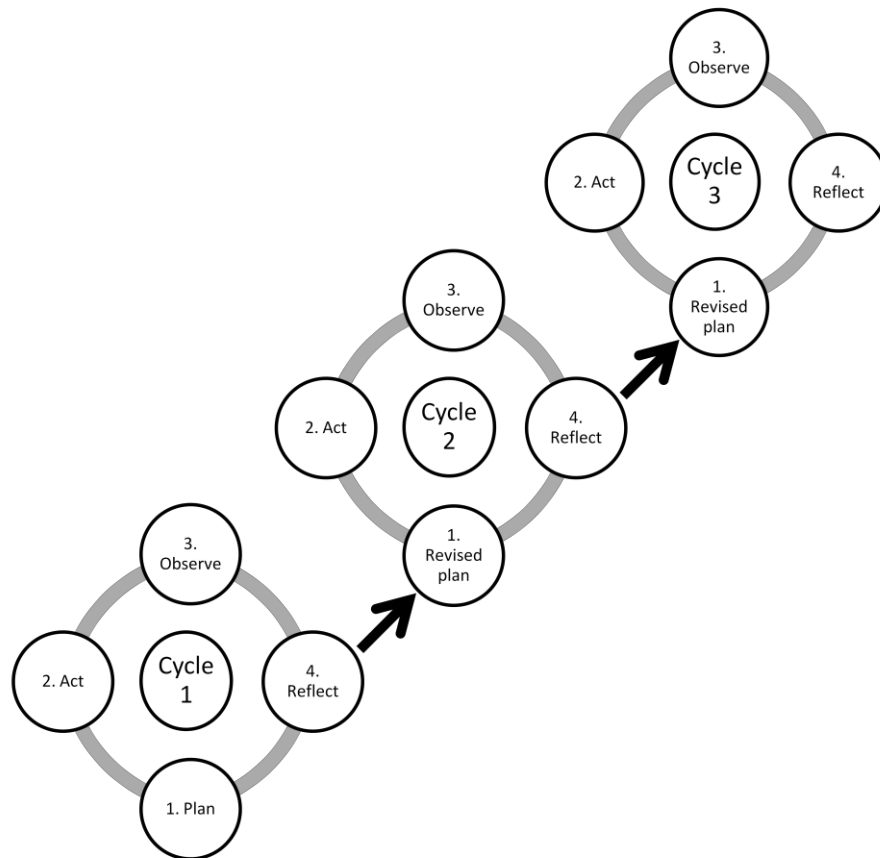 3.
Observe
2. Act
Cycle
3
4.
Reflect
1.
Revised
plan
3.
Observe
2. Act
Cycle
2
4.
Reflect
1.
Revised
plan
3.
Observe
2. Act
Cycle
1
4.
Reflect
1. Plan